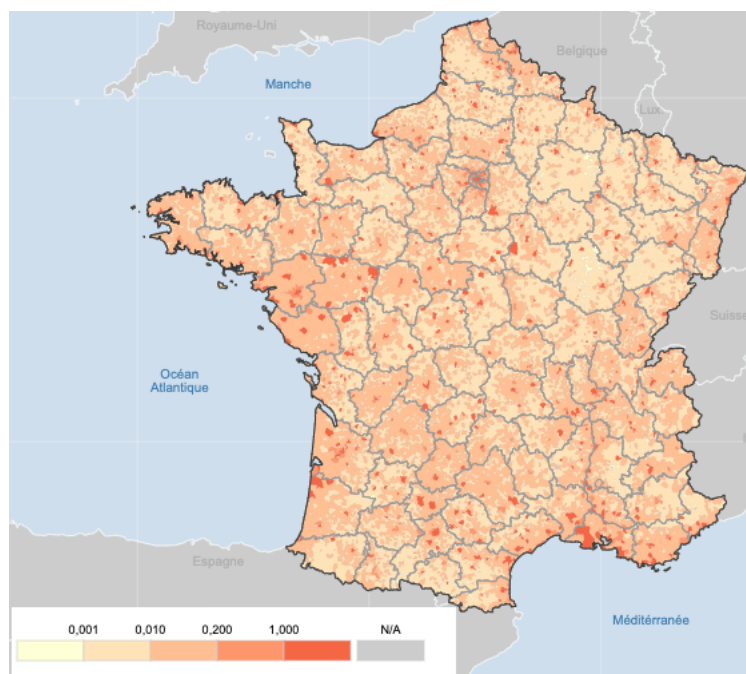 Royaume-Uni
Belgique
Manche
Lux.
Suisse
Océan
Atlantique
Espagne
Méditérranée
0,001 0,010 0,200 1,000 N/A